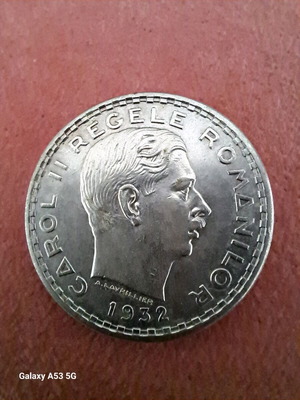 CAROL II REGELE ROMANILOR
A. LAVRILLIER
1932
Galaxy A53 5G